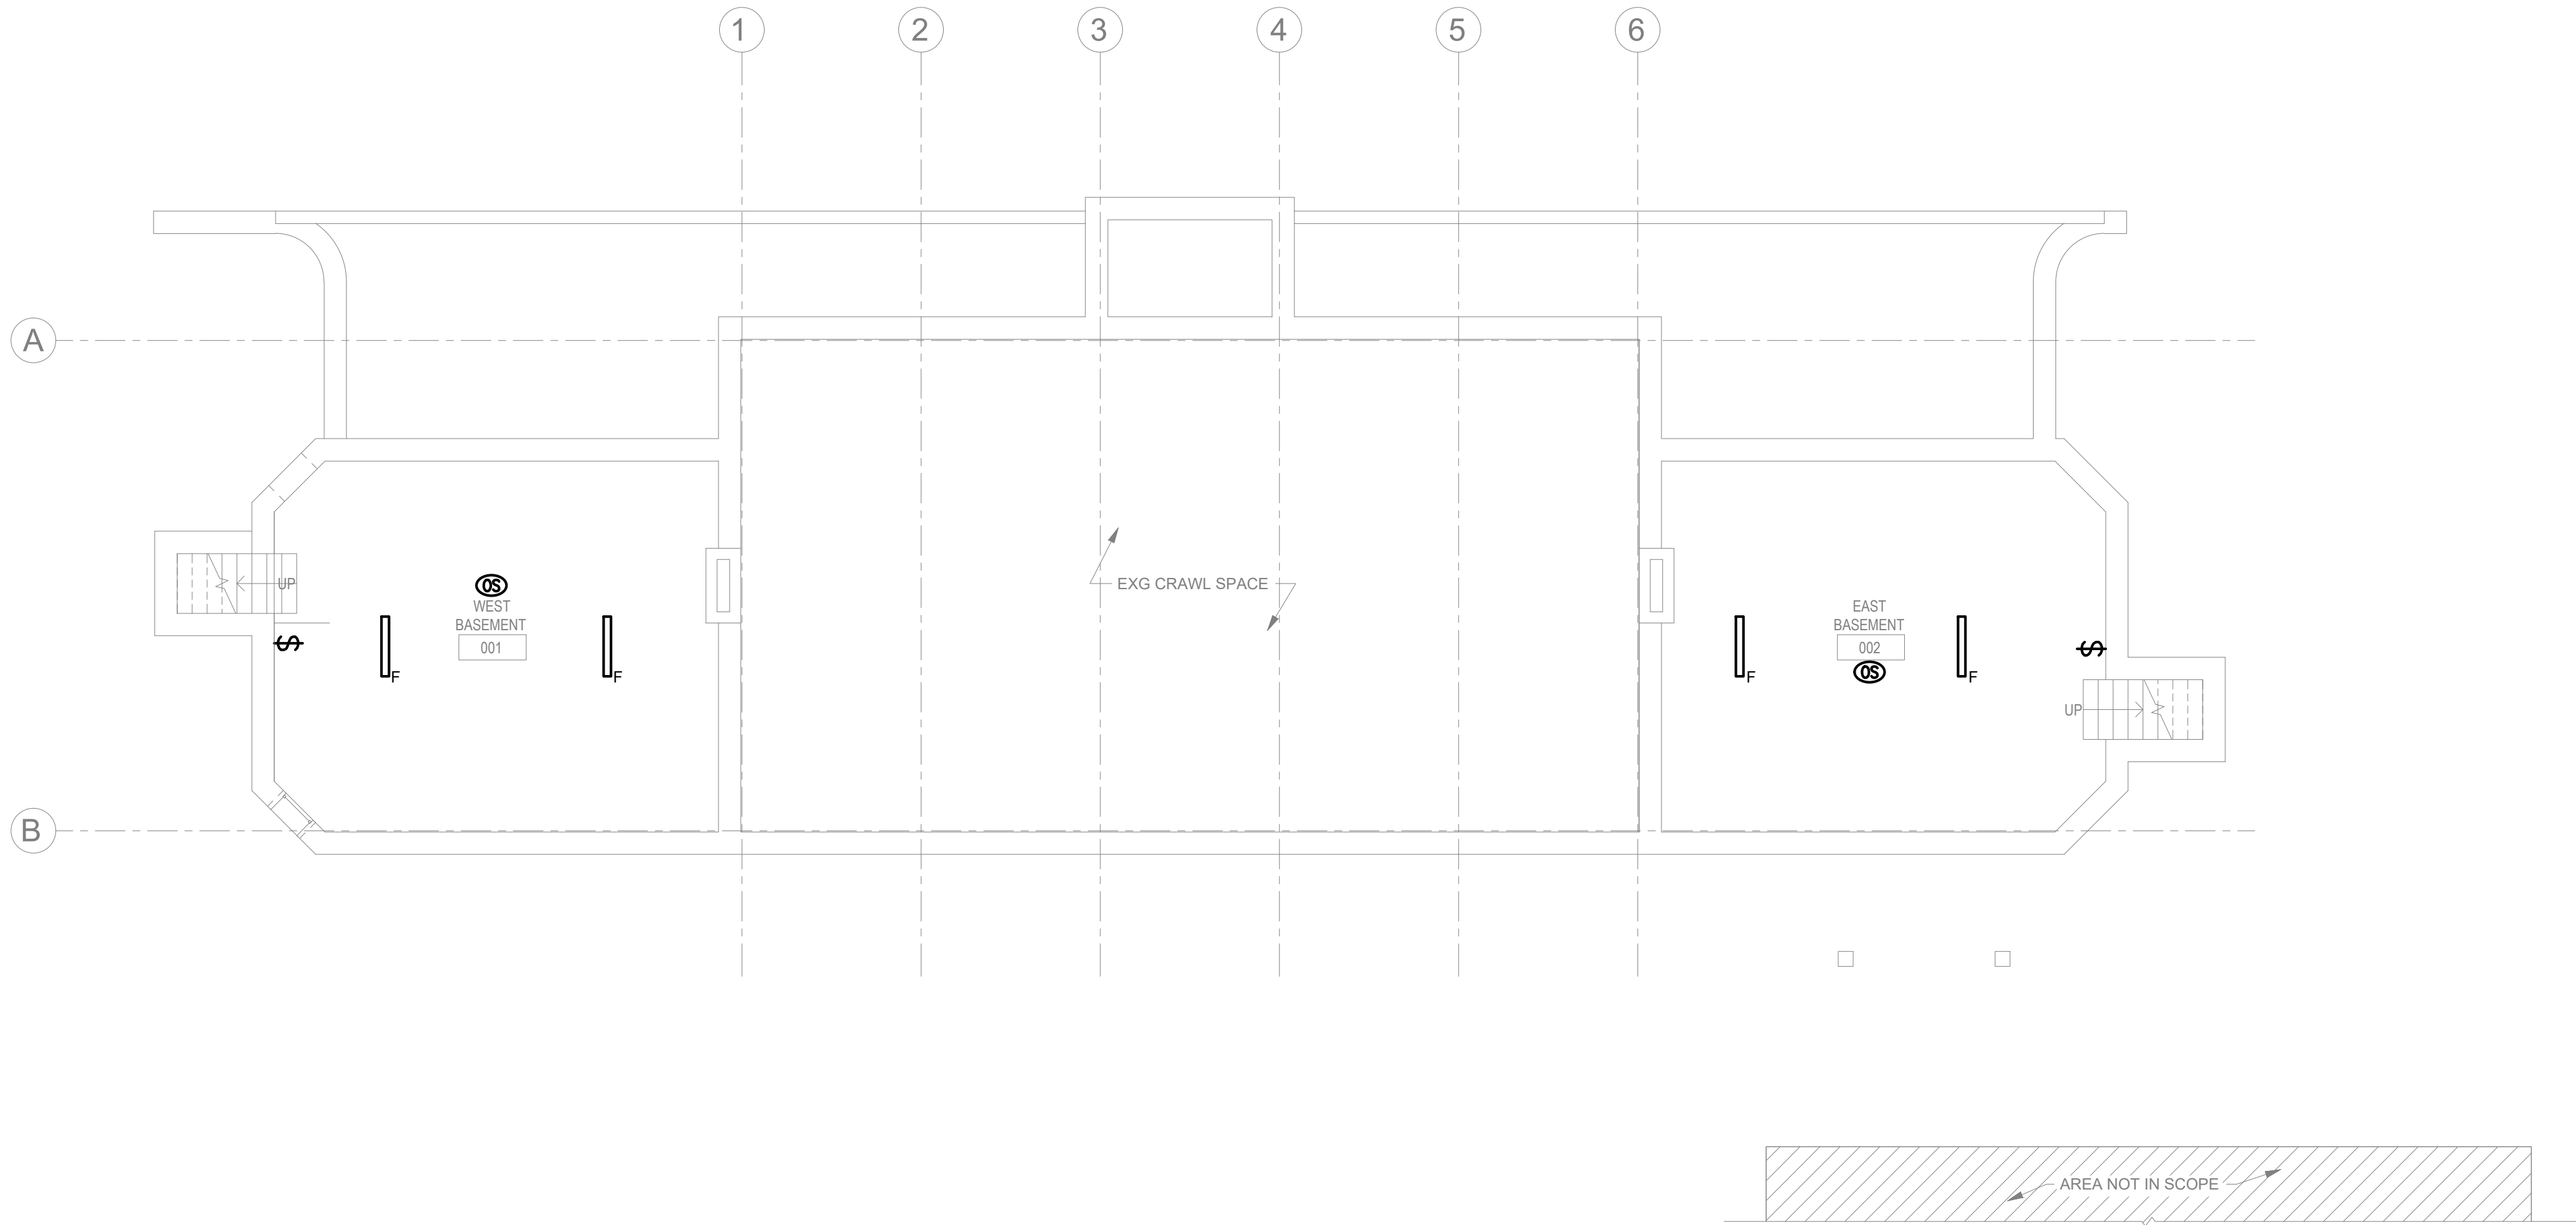 1 2 3 4 5 6
A
EXG CRAWL SPACE
UP
OS
WEST
BASEMENT
001
$
F F
EAST
BASEMENT
002
OS
F F
$
UP
B
AREA NOT IN SCOPE